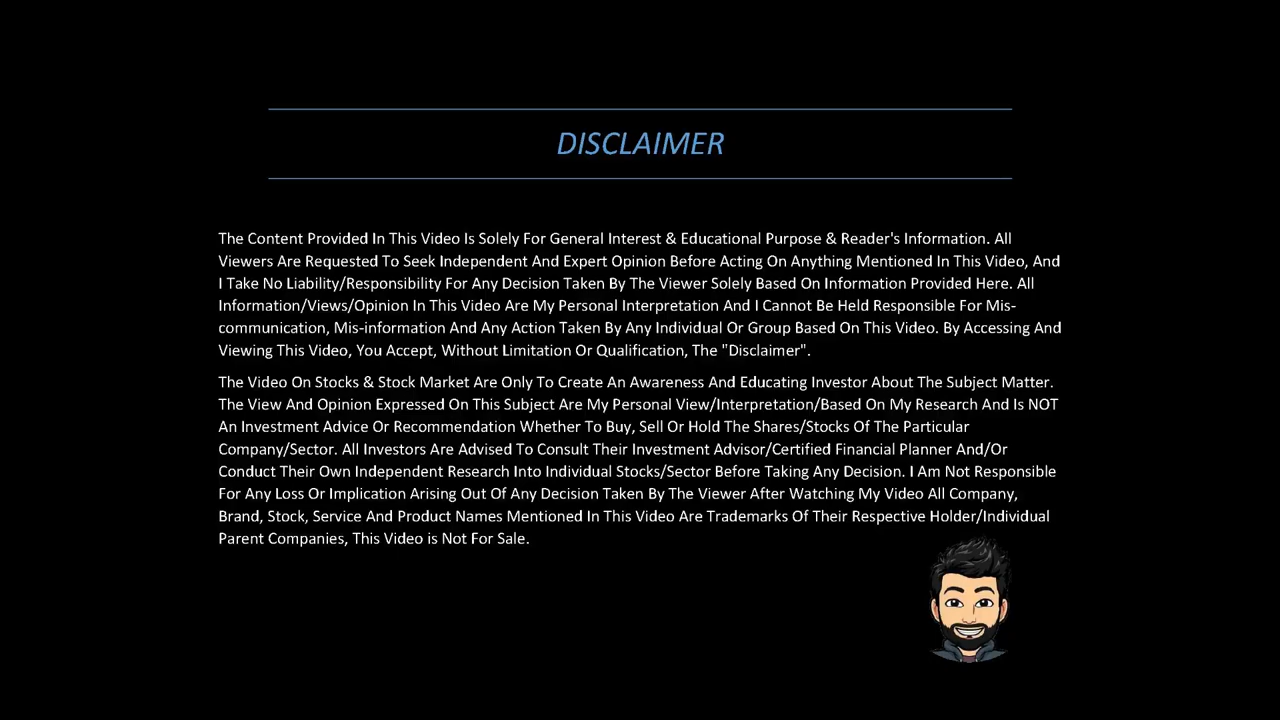 DISCLAIMER
The Content Provided In This Video Is Solely For General Interest & Educational Purpose & Reader's Information. All
Viewers Are Requested To Seek Independent And Expert Opinion Before Acting On Anything Mentioned In This Video, And
I Take No Liability/Responsibility For Any Decision Taken By The Viewer Solely Based On Information Provided Here. All
Information/Views/Opinion In This Video Are My Personal Interpretation And I Cannot Be Held Responsible For Mis-
communication, Mis-information And Any Action Taken By Any Individual Or Group Based On This Video. By Accessing And
Viewing This Video, You Accept, Without Limitation Or Qualification, The "Disclaimer".
The Video On Stocks & Stock Market Are Only To Create An Awareness And Educating Investor About The Subject Matter.
The View And Opinion Expressed On This Subject Are My Personal View/Interpretation/Based On My Research And Is NOT
An Investment Advice Or Recommendation Whether To Buy, Sell Or Hold The Shares/Stocks Of The Particular
Company/Sector. All Investors Are Advised To Consult Their Investment Advisor/Certified Financial Planner And/Or
Conduct Their Own Independent Research Into Individual Stocks/Sector Before Taking Any Decision. I Am Not Responsible
For Any Loss Or Implication Arising Out Of Any Decision Taken By The Viewer After Watching My Video All Company,
Brand, Stock, Service And Product Names Mentioned In This Video Are Trademarks Of Their Respective Holder/Individual
Parent Companies, This Video is Not For Sale.